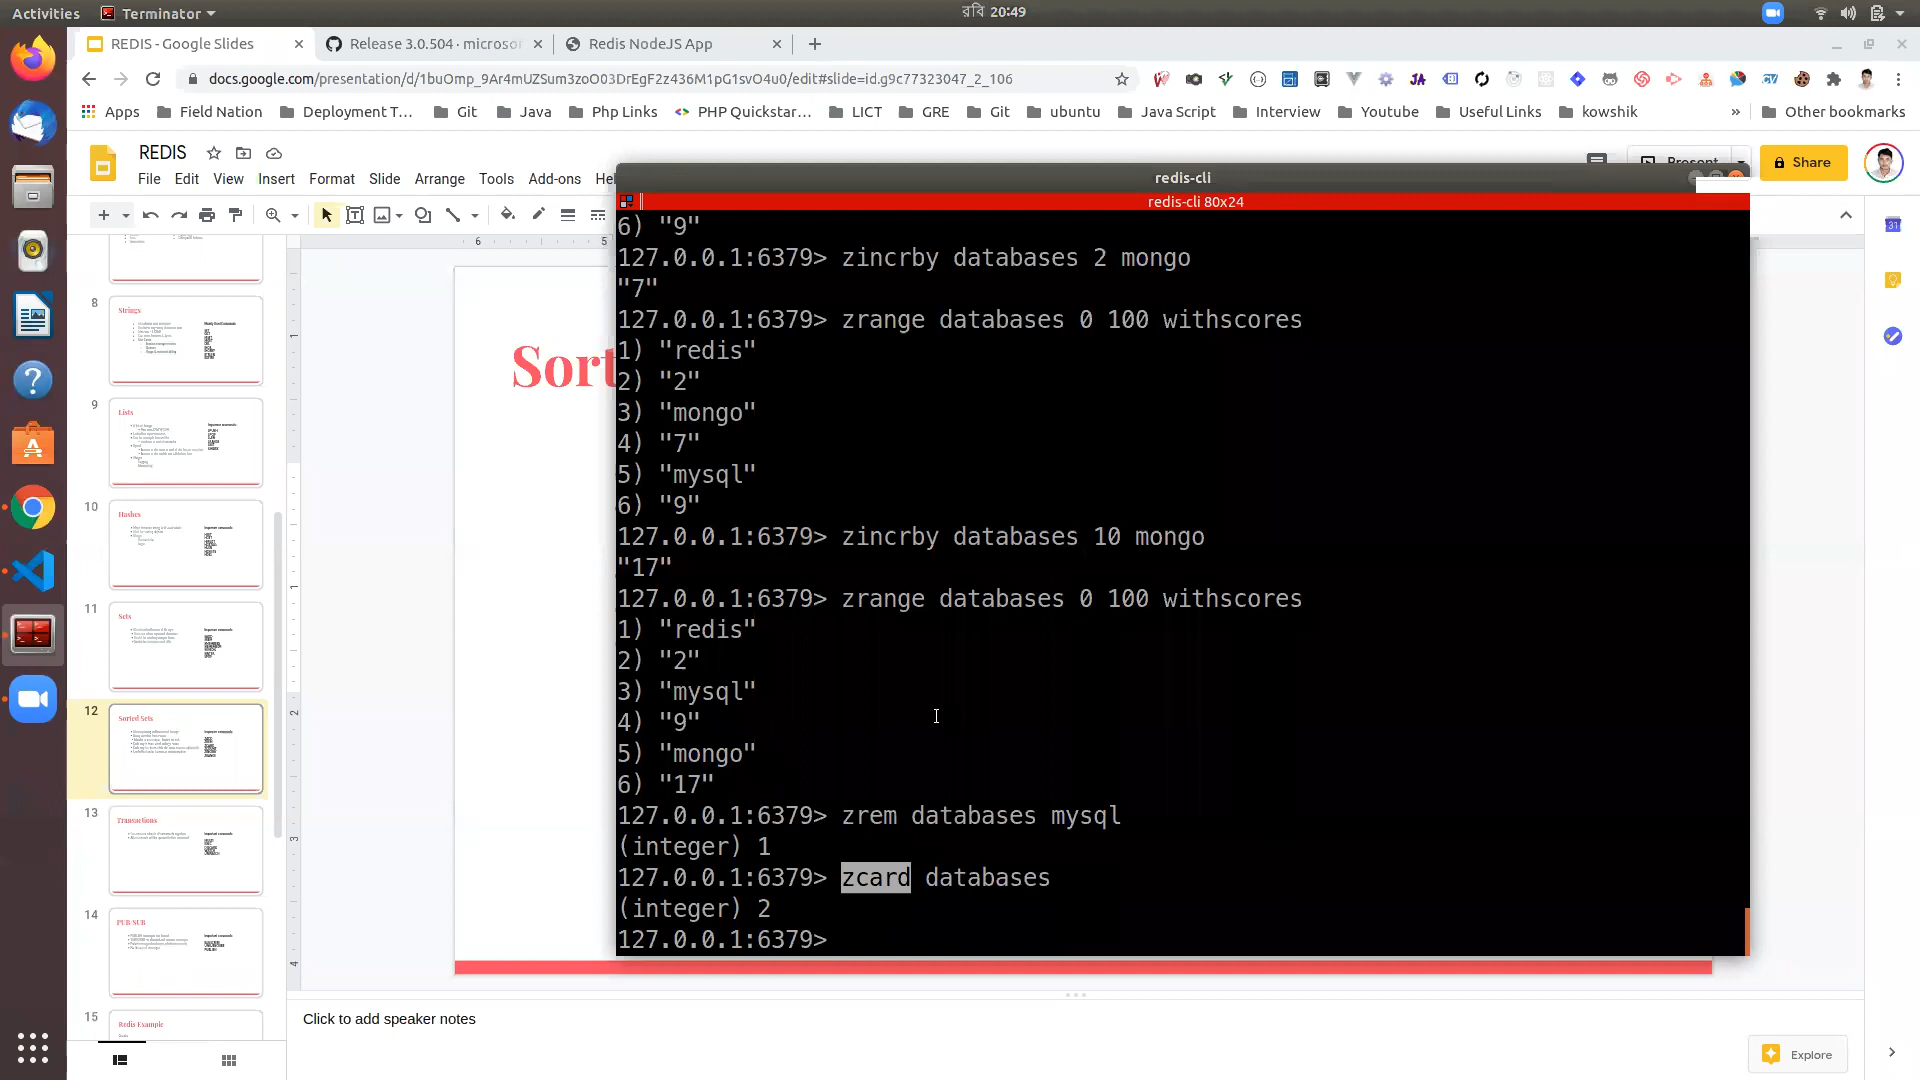 Activities
Terminator
রবি 20:49
REDIS - Google Slides
Release 3.0.504 · microsof
Redis NodeJS App
docs.google.com/presentation/d/1buOmp_9Ar4mUZSum3zoO03DrEgF2z436M1pG1svO4u0/edit#slide=id.g9c77323047_2_106
Apps
Field Nation
Deployment T...
Git
Java
Php Links
PHP Quickstar...
LICT
GRE
Git
ubuntu
Java Script
Interview
Youtube
Useful Links
kowshik
»
Other bookmarks
REDIS
Present
Share
File Edit View Insert Format Slide Arrange Tools Add-ons Hel
redis-cli
redis-cli 80x24
6) "9"
127.0.0.1:6379> zincrby databases 2 mongo
"7"
127.0.0.1:6379> zrange databases 0 100 withscores
1) "redis"
2) "2"
3) "mongo"
4) "7"
5) "mysql"
6) "9"
127.0.0.1:6379> zincrby databases 10 mongo
"17"
127.0.0.1:6379> zrange databases 0 100 withscores
1) "redis"
2) "2"
3) "mysql"
4) "9"
5) "mongo"
6) "17"
127.0.0.1:6379> zrem databases mysql
(integer) 1
127.0.0.1:6379> zcard databases
(integer) 2
127.0.0.1:6379>
Sort
8
Strings
9
Lists
10
Hashes
11
Sets
12
Sorted Sets
13
Transactions
14
PUB/SUB
15
Redis Example
Click to add speaker notes
Explore